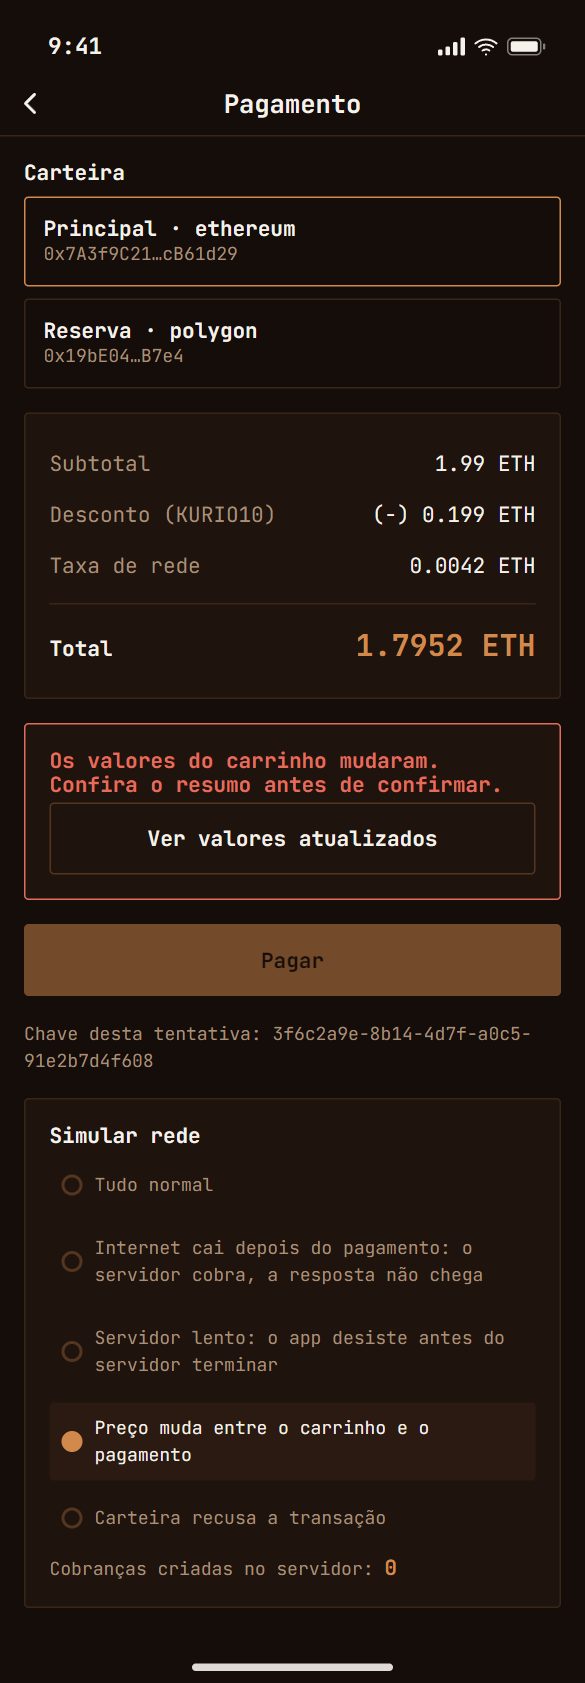 9:41
Pagamento
Carteira
Principal · ethereum
0x7A3f9C21…cB61d29
Reserva · polygon
0x19bE04…B7e4
Subtotal 1.99 ETH
Desconto (KURIO10) (-) 0.199 ETH
Taxa de rede 0.0042 ETH
Total 1.7952 ETH
Os valores do carrinho mudaram.
Confira o resumo antes de confirmar.
Ver valores atualizados
Pagar
Chave desta tentativa: 3f6c2a9e-8b14-4d7f-a0c5-
91e2b7d4f608
Simular rede
Tudo normal
Internet cai depois do pagamento: o
servidor cobra, a resposta não chega
Servidor lento: o app desiste antes do
servidor terminar
Preço muda entre o carrinho e o
pagamento
Carteira recusa a transação
Cobranças criadas no servidor: 0